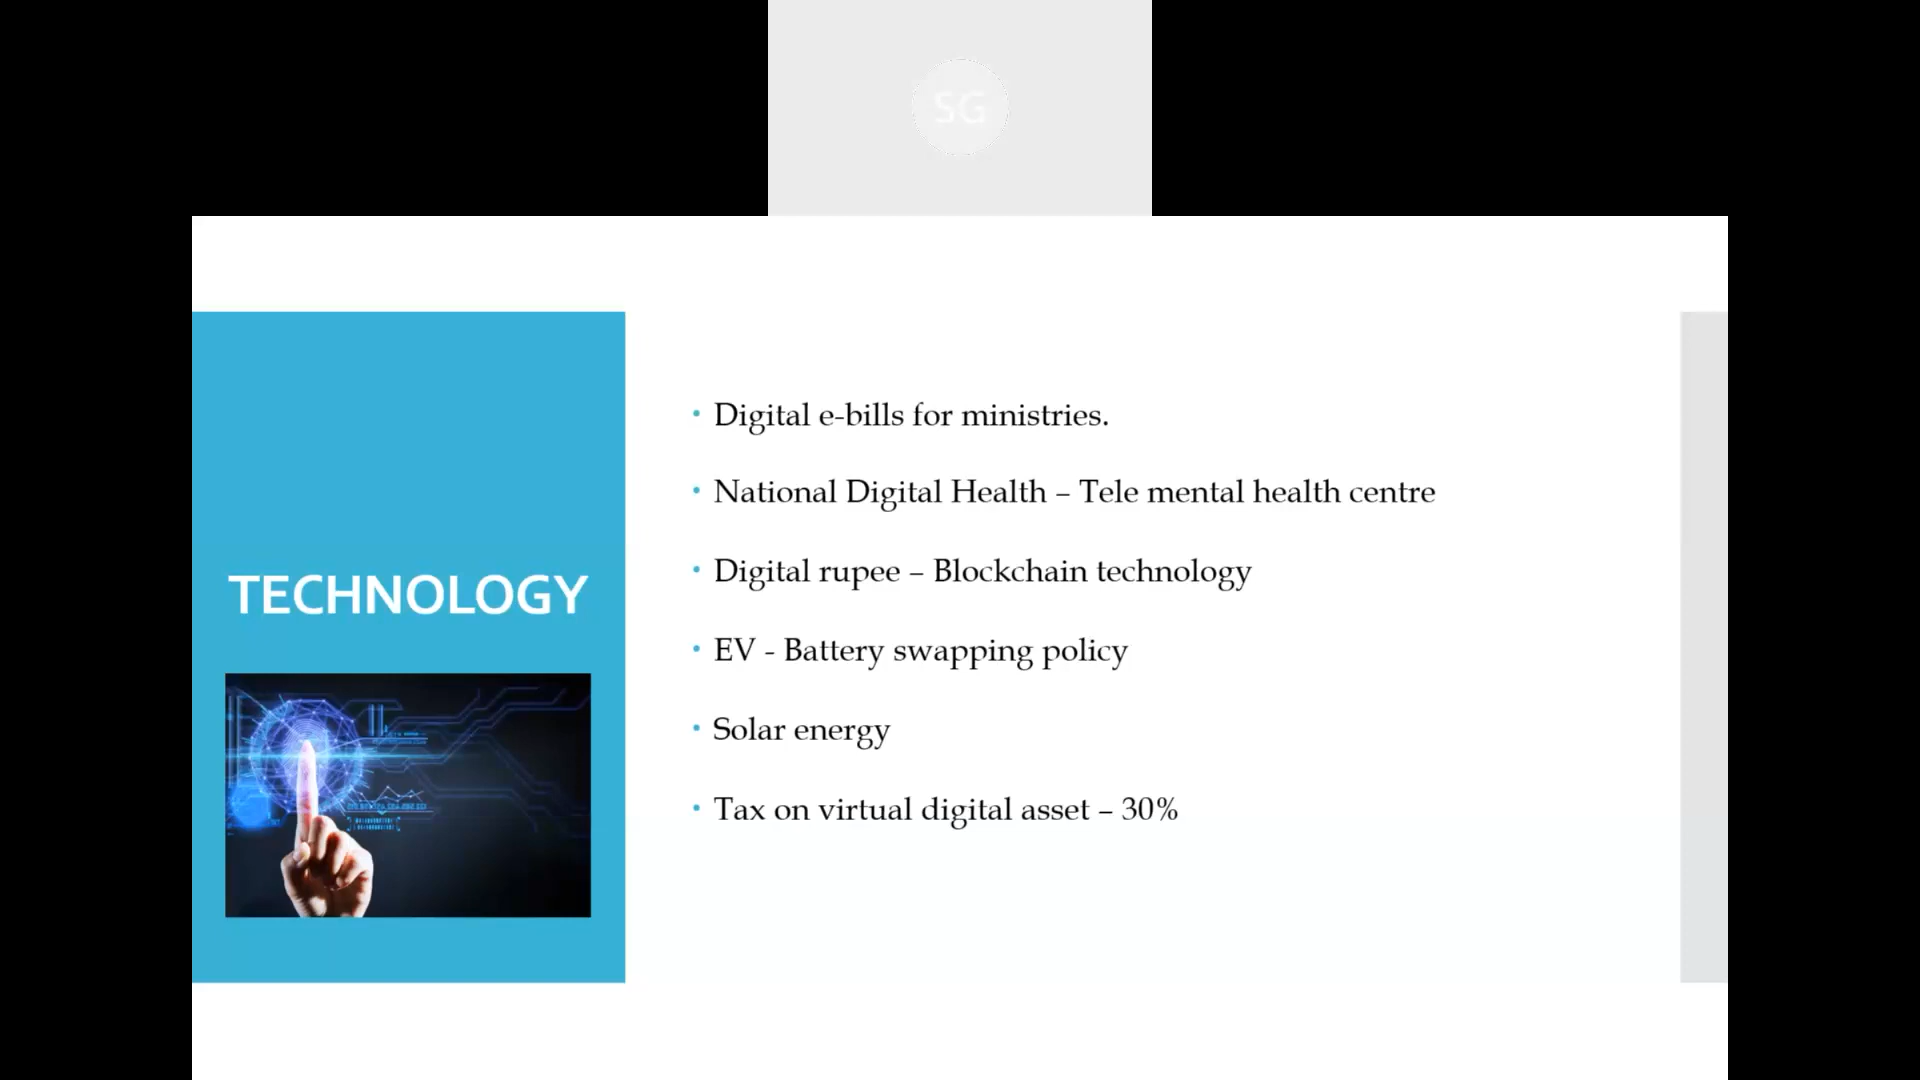 SG
TECHNOLOGY
• Digital e-bills for ministries.
• National Digital Health – Tele mental health centre
• Digital rupee – Blockchain technology
• EV - Battery swapping policy
• Solar energy
• Tax on virtual digital asset – 30%